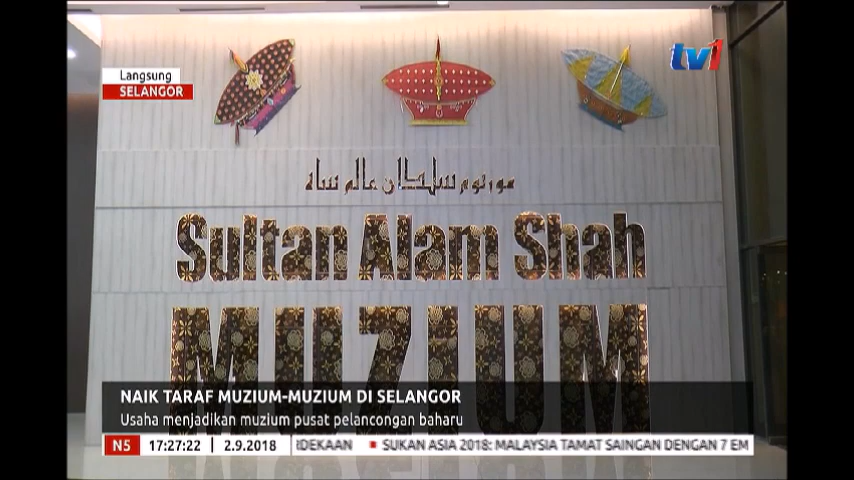 tv1
Langsung
SELANGOR
موزيوم سلطان عالم شاه
Sultan Alam Shah
MUZIUM
NAIK TARAF MUZIUM-MUZIUM DI SELANGOR
Usaha menjadikan muzium pusat pelancongan baharu
N5 17:27:22 | 2.9.2018 RDEKAAN ▪ SUKAN ASIA 2018: MALAYSIA TAMAT SAINGAN DENGAN 7 EM